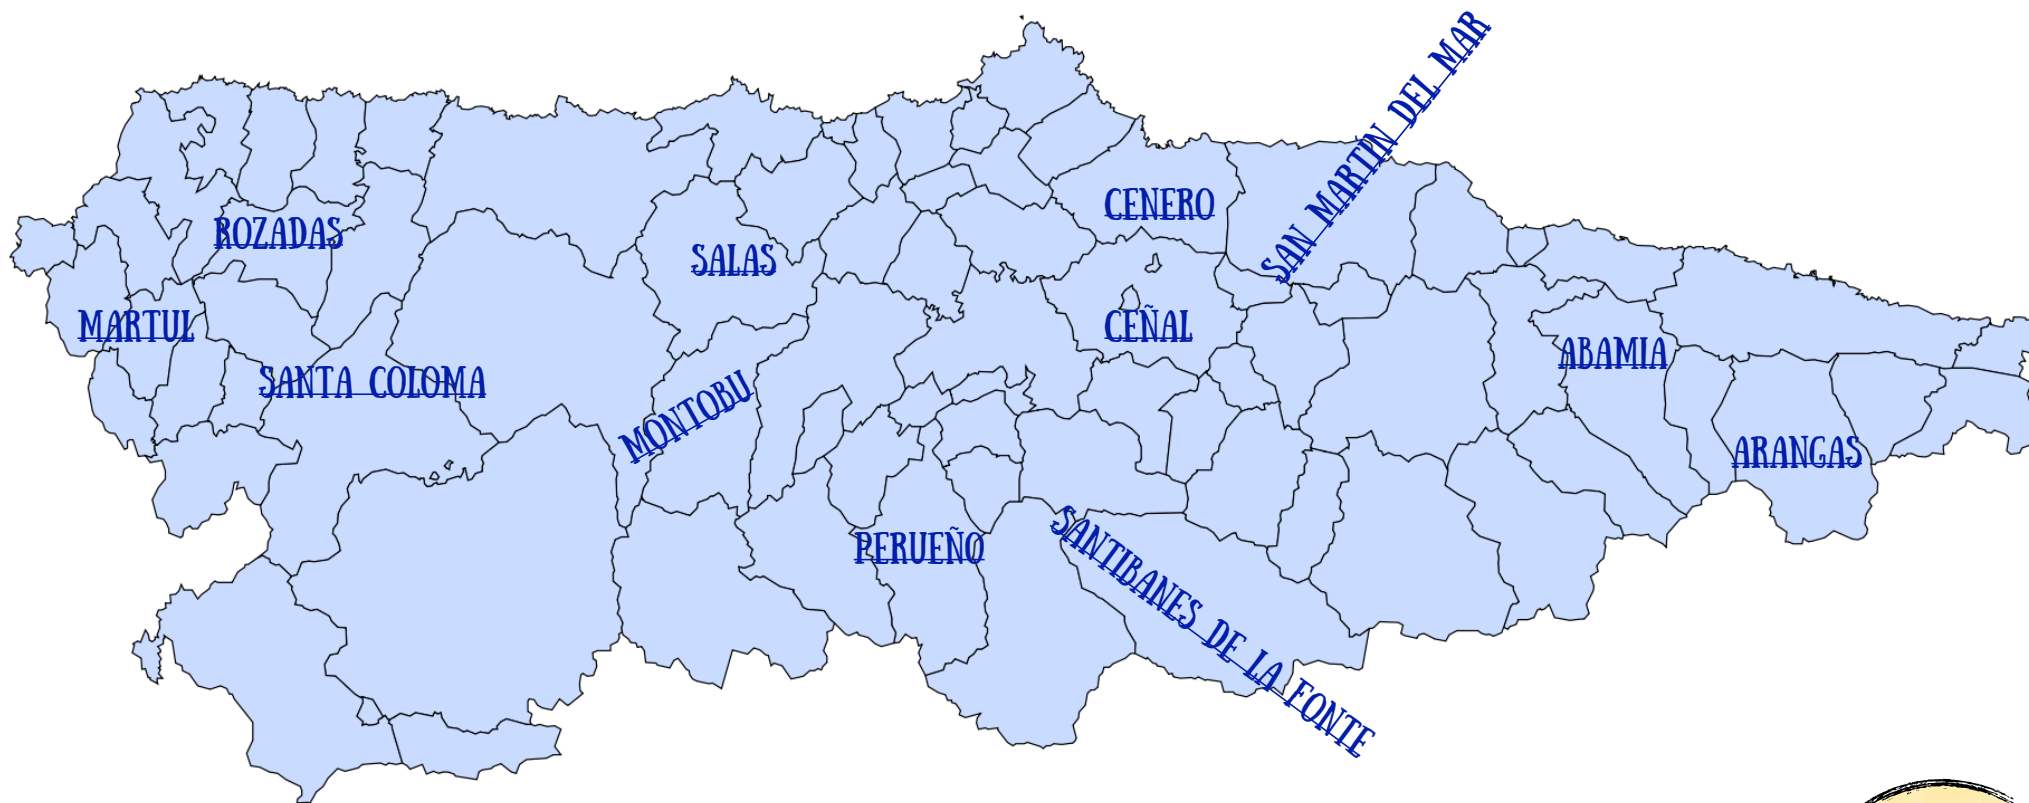 SAN MARTÍN DEL MAR
CENERO
ROZADAS
SALAS
MARTUL
CEÑAL
ABAMIA
SANTA COLOMA
MONTOBU
ARANGAS
PERUEÑO
SANTIBANES DE LA FONTE